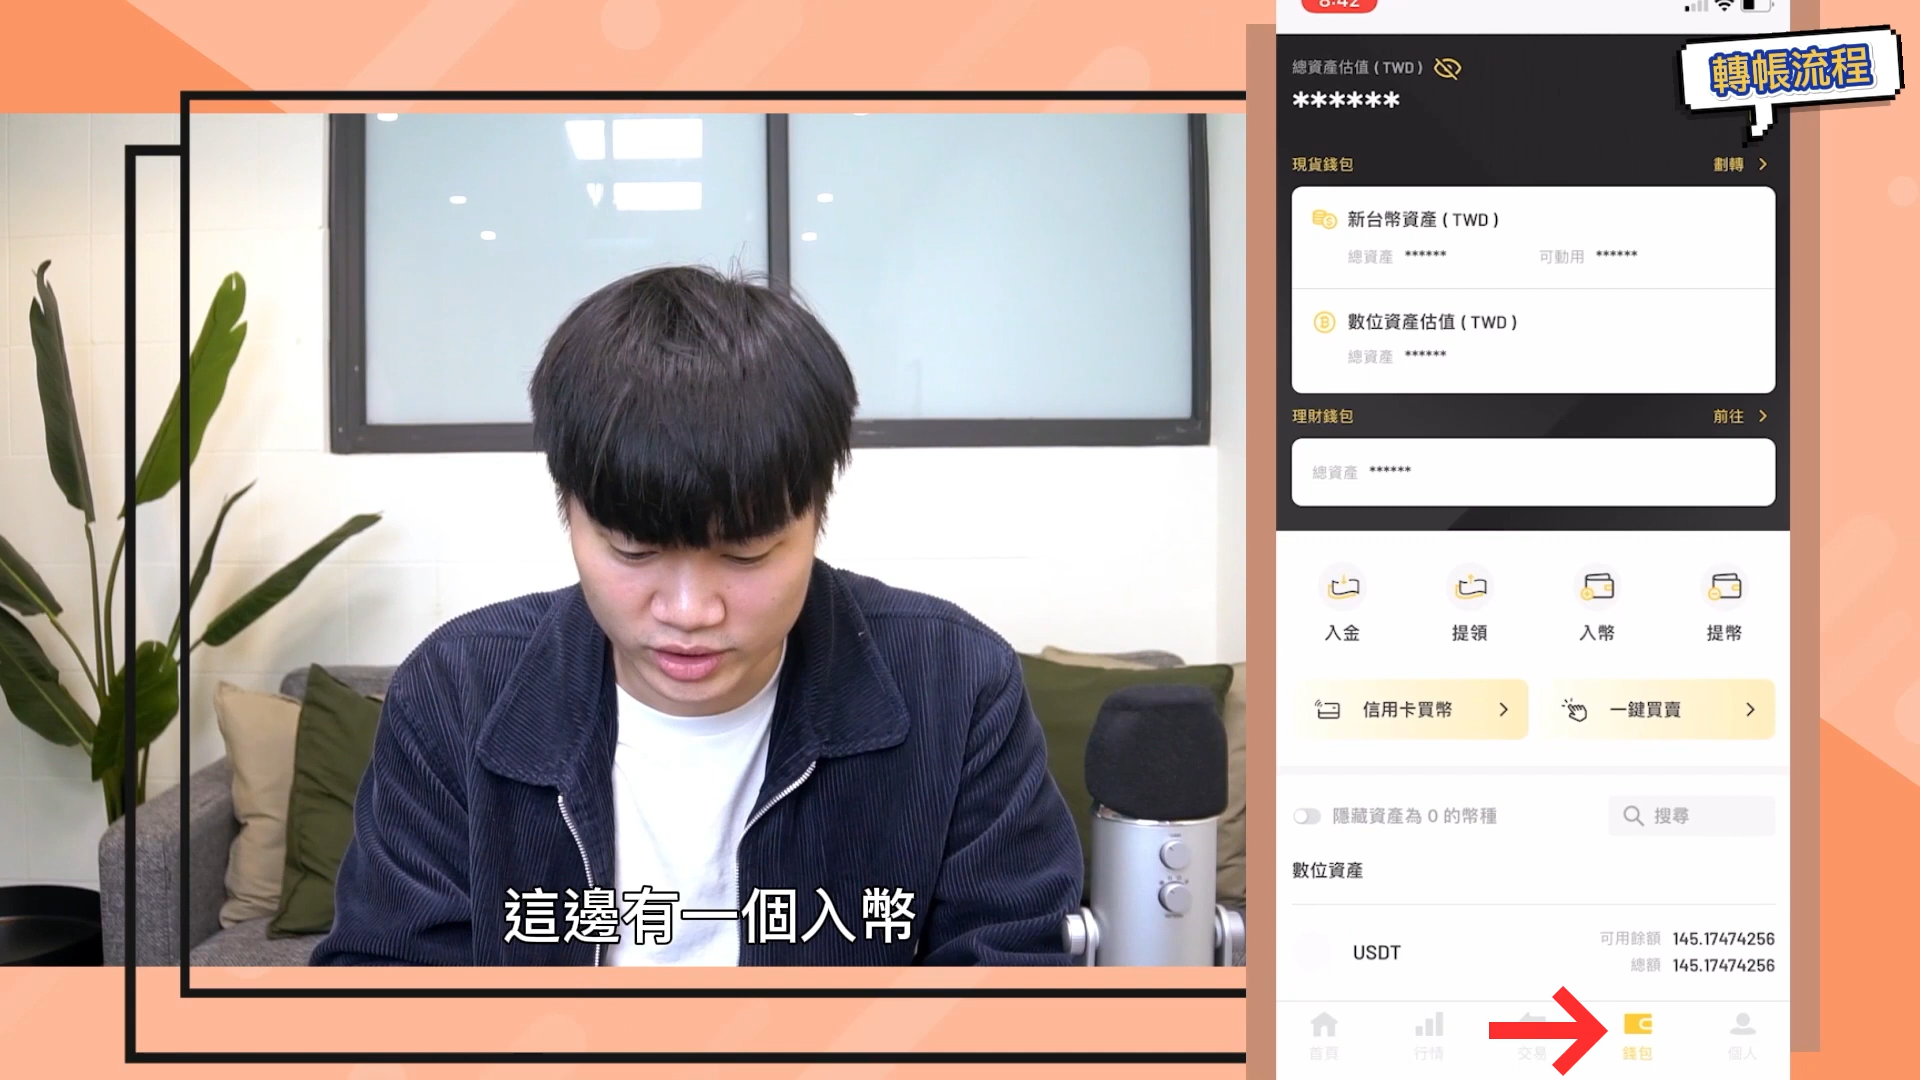 8:42
轉帳流程
總資產估值 ( TWD )
******
現貨錢包
劃轉
新台幣資產 ( TWD )
總資產 ******
可動用 ******
數位資產估值 ( TWD )
總資產 ******
理財錢包
前往
總資產 ******
入金
提領
入幣
提幣
信用卡買幣
一鍵買賣
隱藏資產為 0 的幣種
搜尋
數位資產
USDT
可用餘額 145.17474256
總額 145.17474256
首頁
行情
交易
錢包
個人
這邊有一個入幣